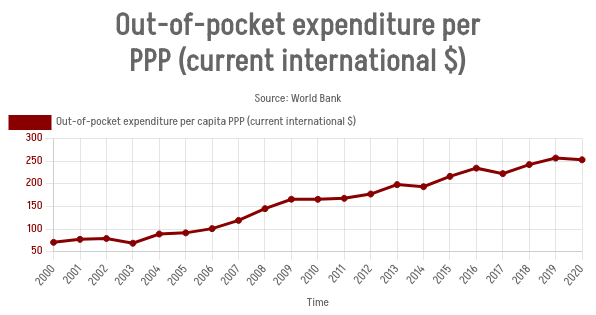 Out-of-pocket expenditure per
PPP (current international $)
Source: World Bank
Out-of-pocket expenditure per capita PPP (current international $)
300
250
200
150
100
50
2000 2001 2002 2003 2004 2005 2006 2007 2008 2009 2010 2011 2012 2013 2014 2015 2016 2017 2018 2019 2020
Time